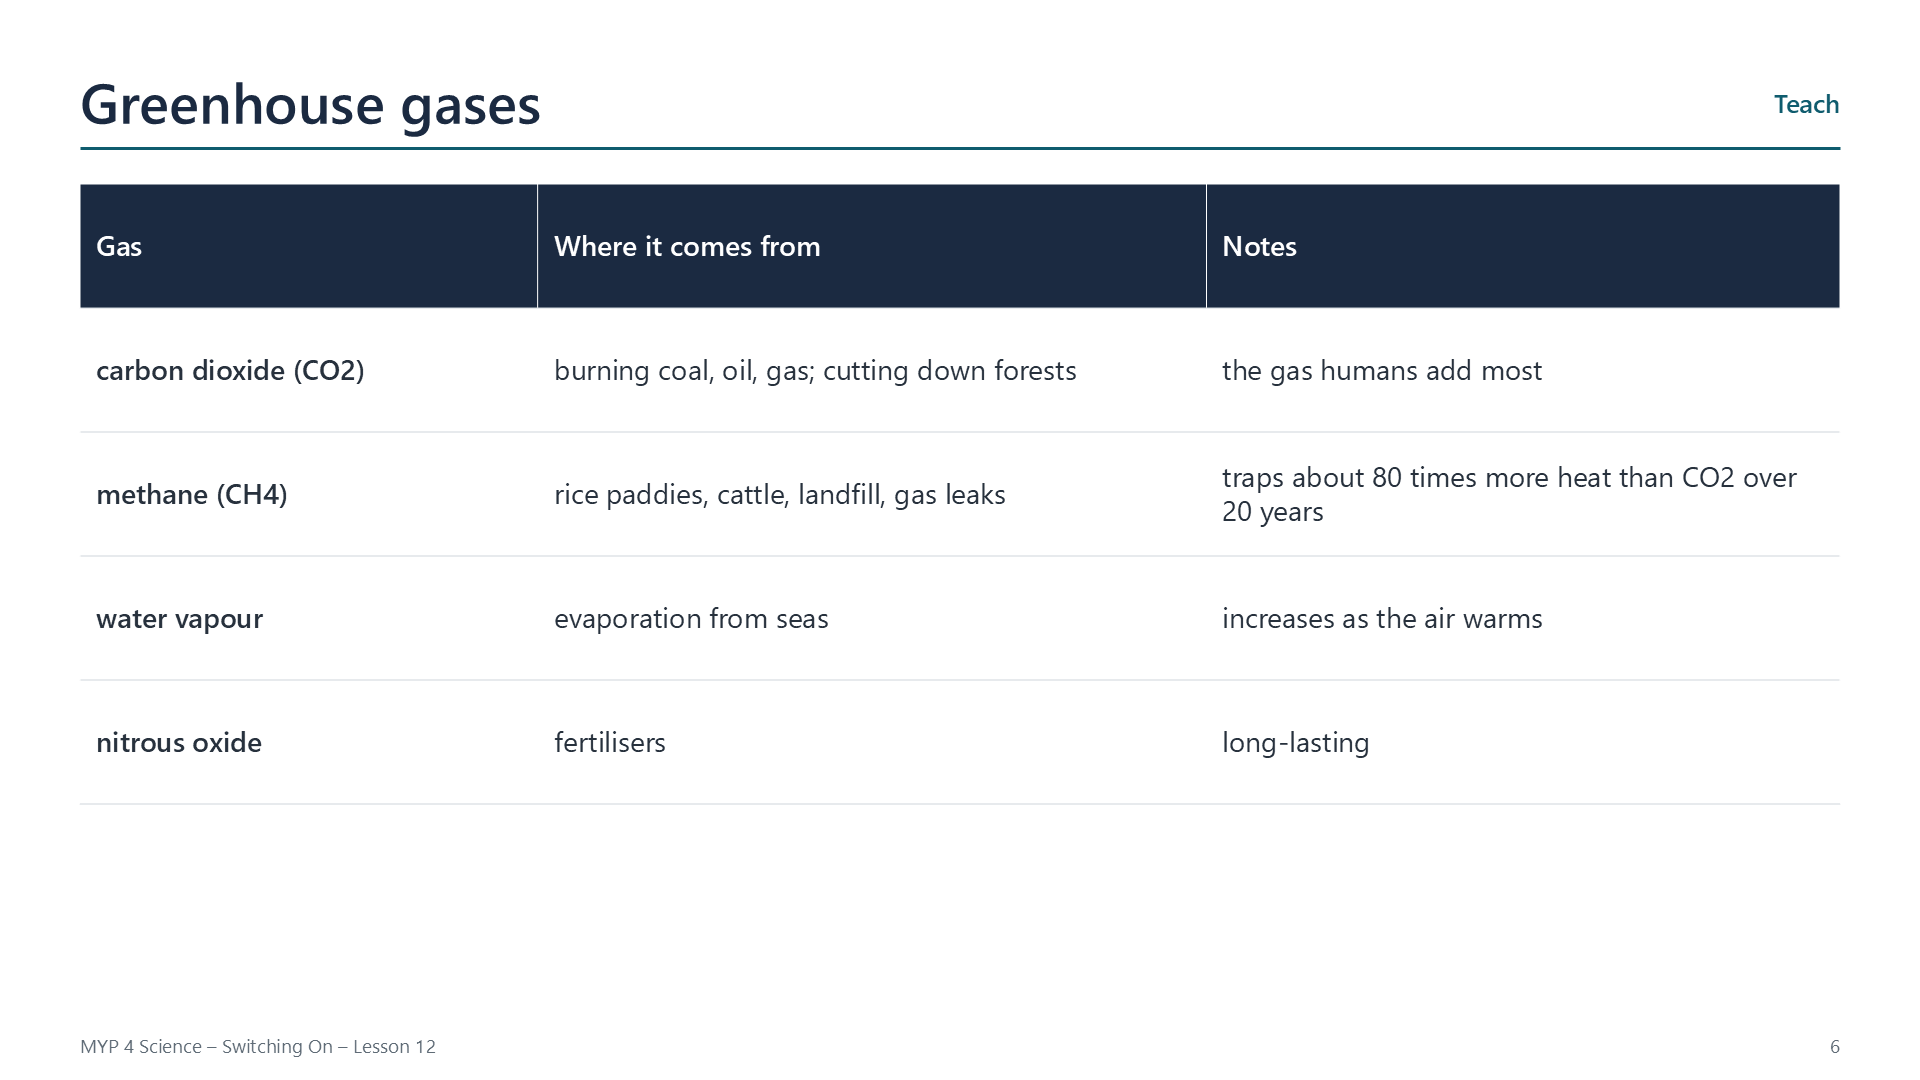 Greenhouse gases
Teach
Gas
Where it comes from
Notes
carbon dioxide (CO2)
burning coal, oil, gas; cutting down forests
the gas humans add most
methane (CH4)
rice paddies, cattle, landfill, gas leaks
traps about 80 times more heat than CO2 over
20 years
water vapour
evaporation from seas
increases as the air warms
nitrous oxide
fertilisers
long-lasting
MYP 4 Science – Switching On – Lesson 12
6